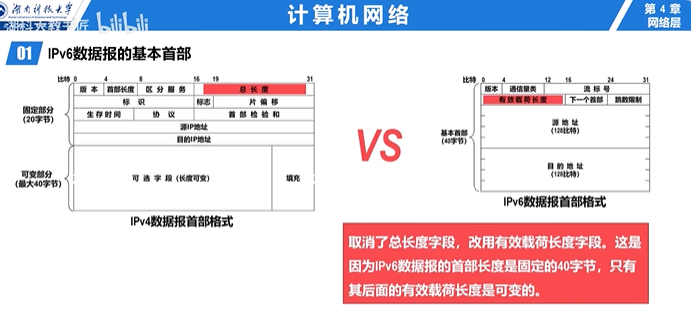 湖南科技大学
计算机网络
第 4 章
网络层
湖科大教书匠 bilibili
01 IPv6数据报的基本首部
比特 0 4 8 16 19 31
版 本 首部长度 区 分 服 务 总 长 度
标 识 标志 片 偏 移
生 存 时 间 协 议 首 部 检 验 和
源IP地址
目的IP地址
可 选 字 段 (长度可变) 填充
固定部分
(20字节)
可变部分
(最大40字节)
IPv4数据报首部格式
VS
比特 0 4 12 16 24 31
版本 通信量类 流 标 号
有效载荷长度 下一个首部 跳数限制
源 地 址
(128比特)
目 的 地 址
(128比特)
基本首部
(40字节)
IPv6数据报首部格式
取消了总长度字段，改用有效载荷长度字段。这是
因为IPv6数据报的首部长度是固定的40字节，只有
其后面的有效载荷长度是可变的。